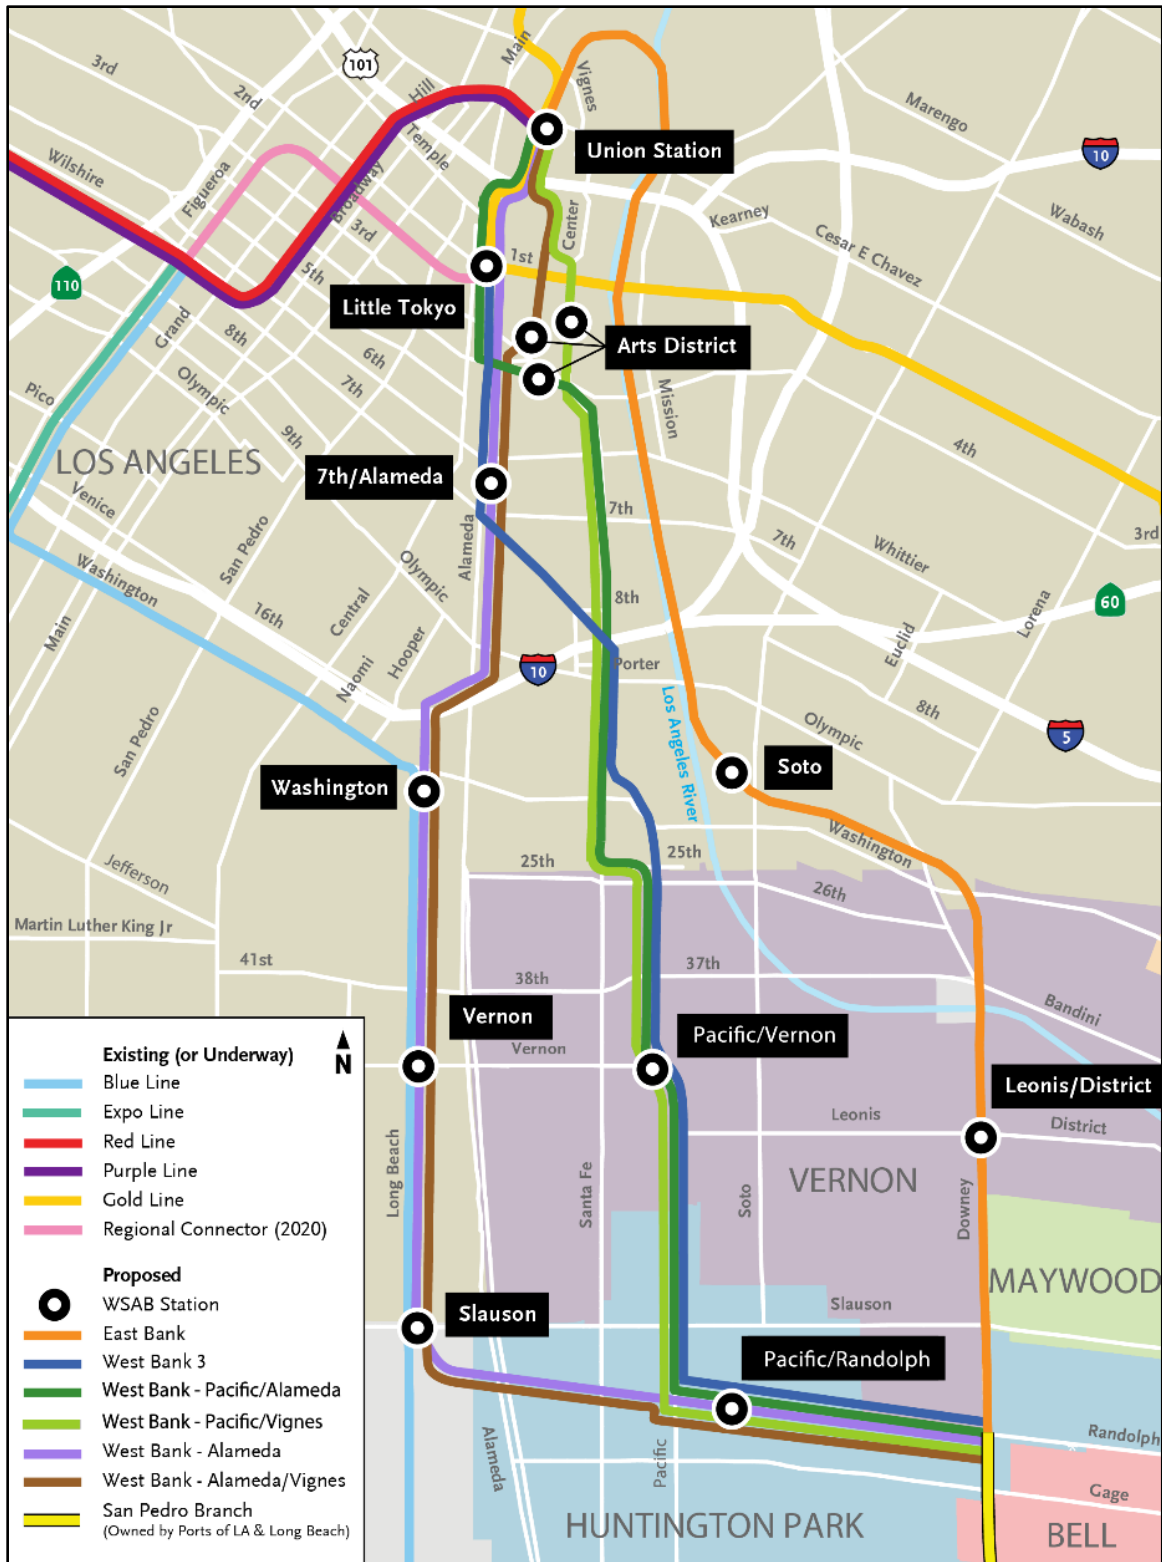 Main
3rd
101
2nd
Hill
Vignes
Temple
Marengo
10
Union Station
Wilshire
Figueroa
Broadway
3rd
Center
Kearney
Cesar E Chavez
Wabash
1st
110
5th
Little Tokyo
Grand
8th
6th
7th
Arts District
Olympic
Pico
Mission
9th
4th
LOS ANGELES
7th/Alameda
Venice
San Pedro
Alameda
7th
7th
Whittier
3rd
Washington
Olympic
16th
Central
8th
60
Lorena
Main
Hooper
Euclid
Naomi
10
Porter
Los Angeles River
8th
San Pedro
Olympic
5
Soto
Washington
Washington
25th
25th
Jefferson
26th
Martin Luther King Jr
41st
38th
37th
Bandini
Vernon
Vernon
Pacific/Vernon
Leonis/District
Leonis
District
Long Beach
Santa Fe
Soto
VERNON
Downey
MAYWOOD
Slauson
Slauson
Pacific/Randolph
Alameda
Pacific
Randolph
Gage
HUNTINGTON PARK
BELL
Existing (or Underway)
N
Blue Line
Expo Line
Red Line
Purple Line
Gold Line
Regional Connector (2020)
Proposed
WSAB Station
East Bank
West Bank 3
West Bank - Pacific/Alameda
West Bank - Pacific/Vignes
West Bank - Alameda
West Bank - Alameda/Vignes
San Pedro Branch
(Owned by Ports of LA & Long Beach)